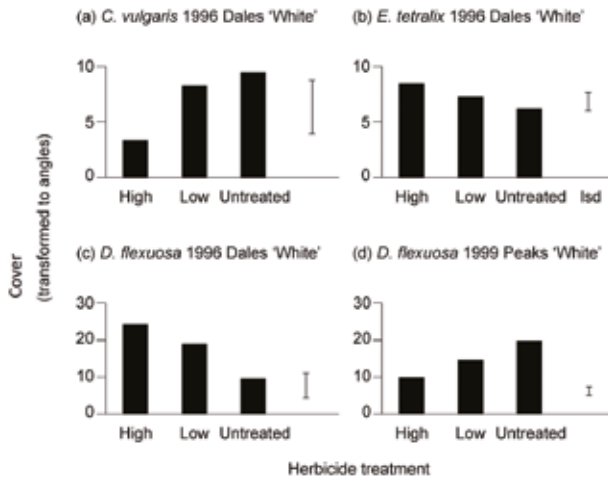 (a) C. vulgaris 1996 Dales 'White'
10
5
0
High Low Untreated
(b) E. tetralix 1996 Dales 'White'
10
5
0
High Low Untreated lsd
Cover
(transformed to angles)
(c) D. flexuosa 1996 Dales 'White'
30
20
10
0
High Low Untreated
(d) D. flexuosa 1999 Peaks 'White'
30
20
10
0
High Low Untreated lsd
Herbicide treatment